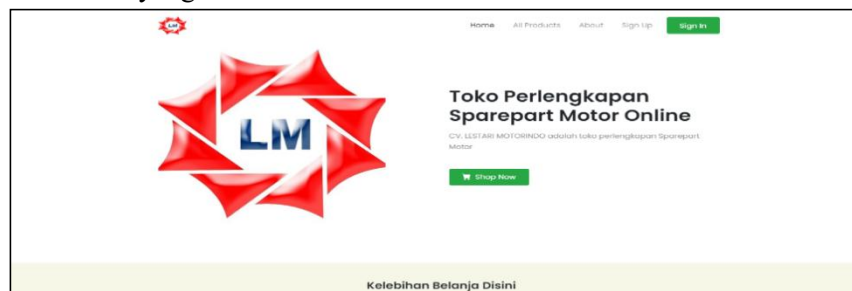 LM
Home All Products About Sign Up Sign In
LM
Toko Perlengkapan
Sparepart Motor Online
CV. LESTARI MOTORINDO adalah toko perlengkapan Sparepart
Motor
Shop Now
Kelebihan Belanja Disini